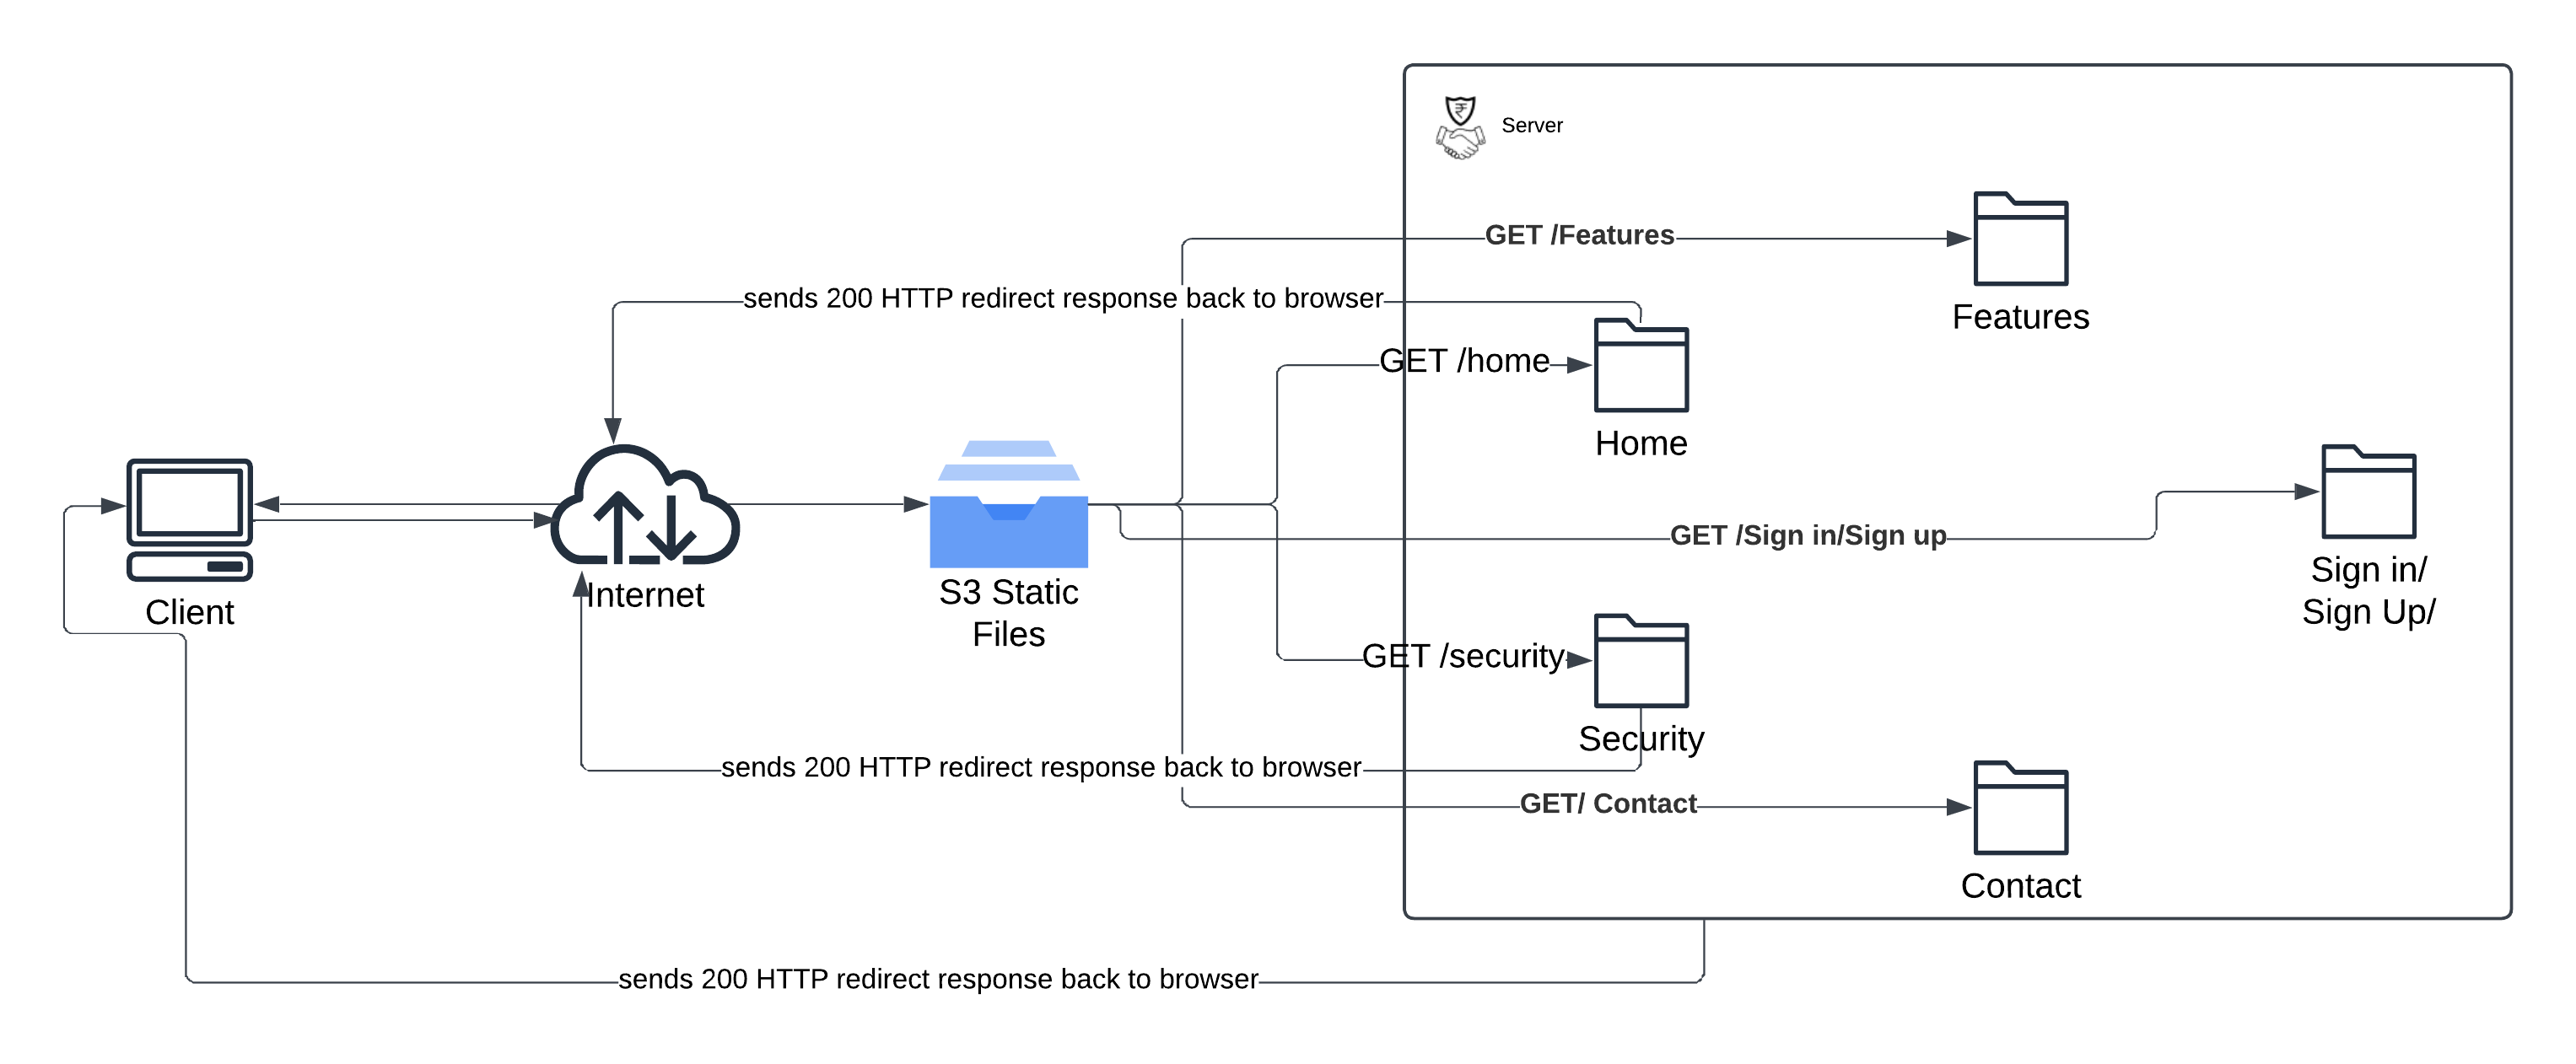 Server
GET /Features
Features
sends 200 HTTP redirect response back to browser
GET /home
Home
Client
Internet
S3 Static
Files
GET /Sign in/Sign up
Sign in/
Sign Up/
GET /security
Security
sends 200 HTTP redirect response back to browser
GET/ Contact
Contact
sends 200 HTTP redirect response back to browser